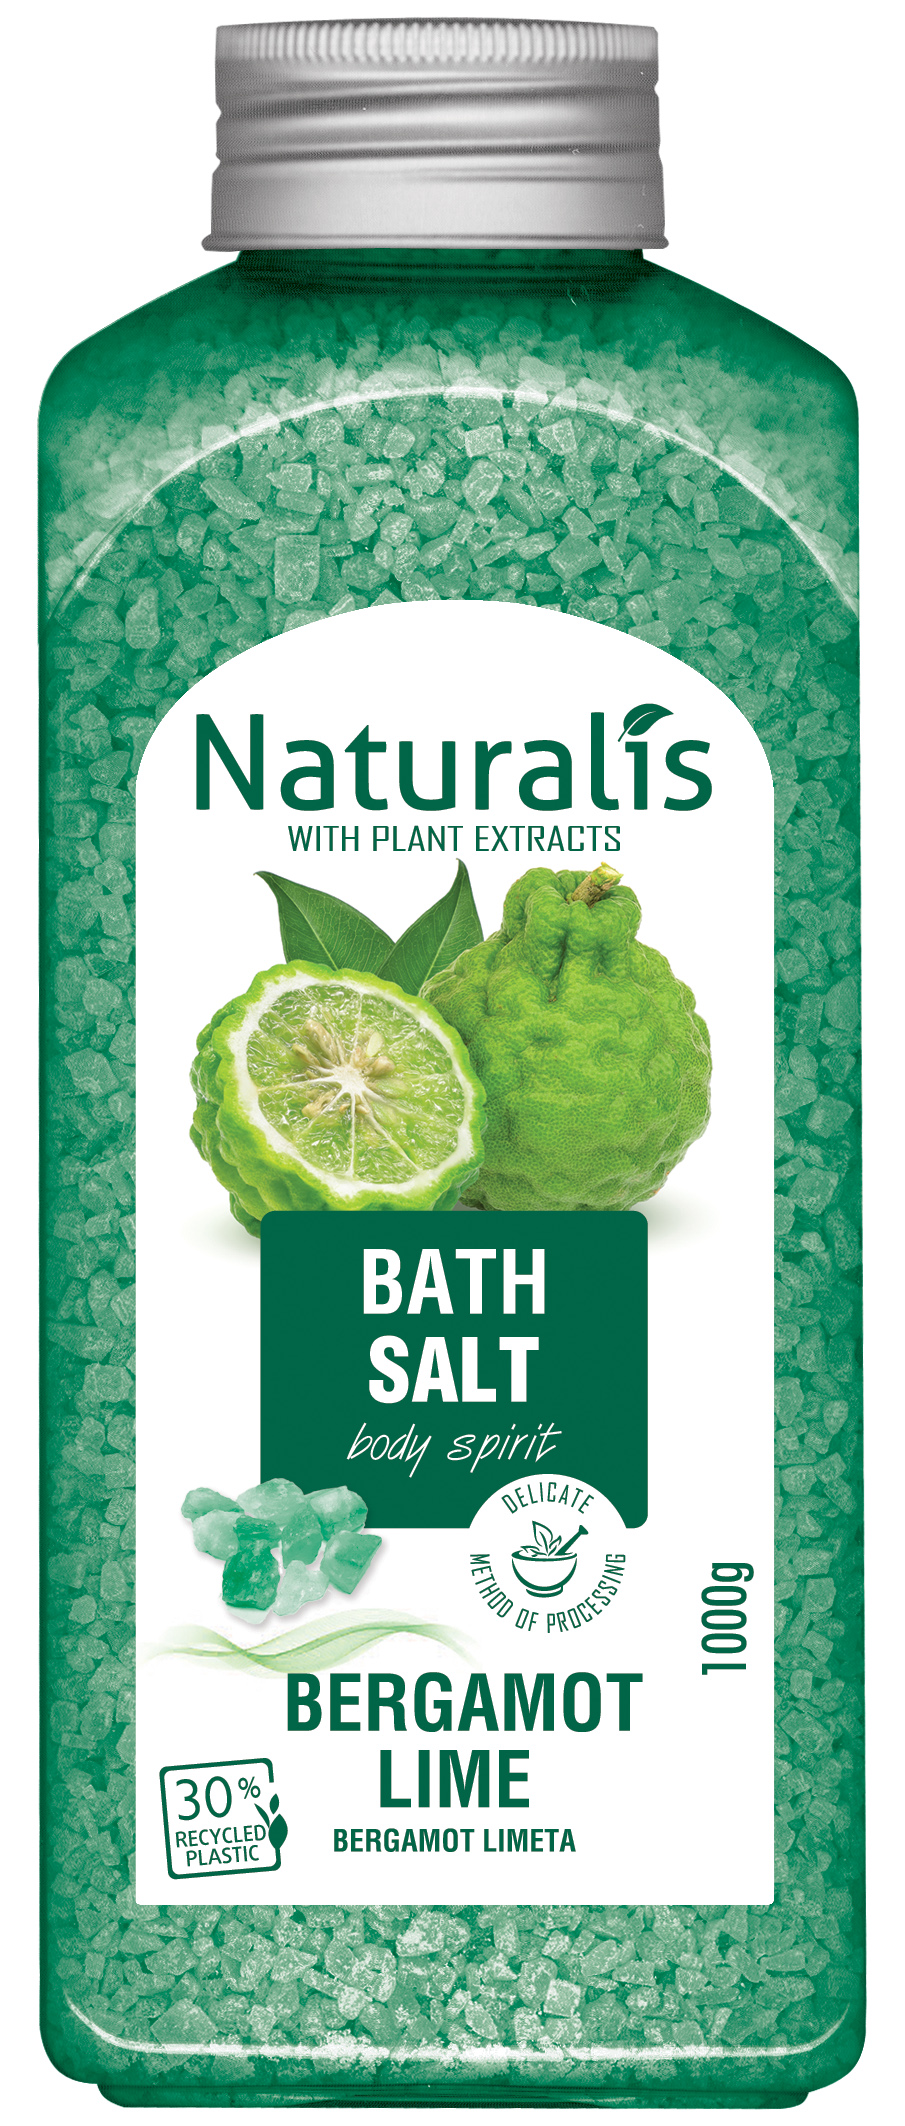 Naturalis
WITH PLANT EXTRACTS
BATH
SALT
body spirit
DELICATE
METHOD OF PROCESSING
1000g
BERGAMOT
LIME
BERGAMOT LIMETA
30%
RECYCLED
PLASTIC